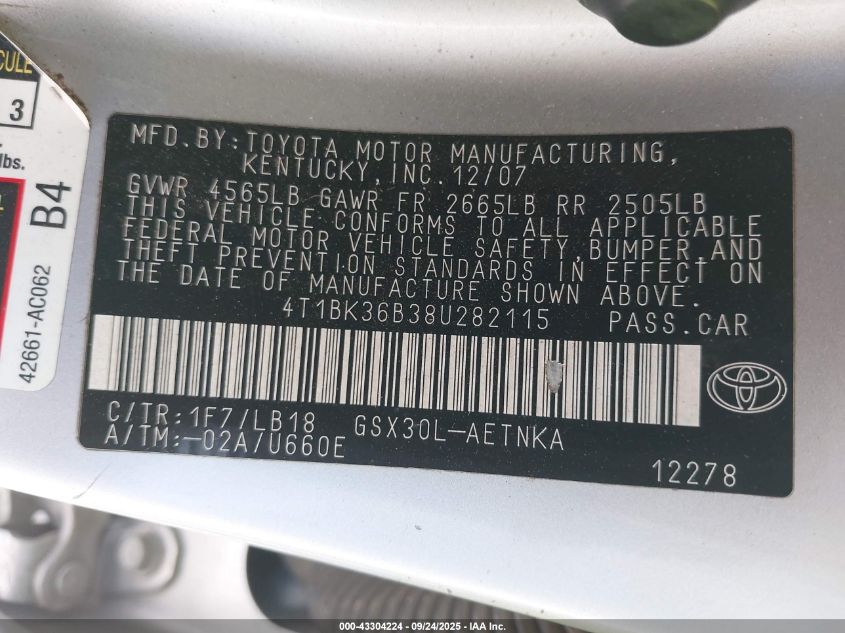 CULE
3
lbs.
B4
42661-AC062
MFD.BY:TOYOTA MOTOR MANUFACTURING,
KENTUCKY,INC.12/07
GVWR 4565LB GAWR FR 2665LB RR 2505LB
THIS VEHICLE CONFORMS TO ALL APPLICABLE
FEDERAL MOTOR VEHICLE SAFETY,BUMPER,AND
THEFT PREVENTION STANDARDS IN EFFECT ON
THE DATE OF MANUFACTURE SHOWN ABOVE.
4T1BK36B38U282115 PASS.CAR
C/TR:1F7/LB18 GSX30L-AETNKA
A/TM:-02A/U660E
12278
000-43304224 - 09/24/2025 - IAA Inc.